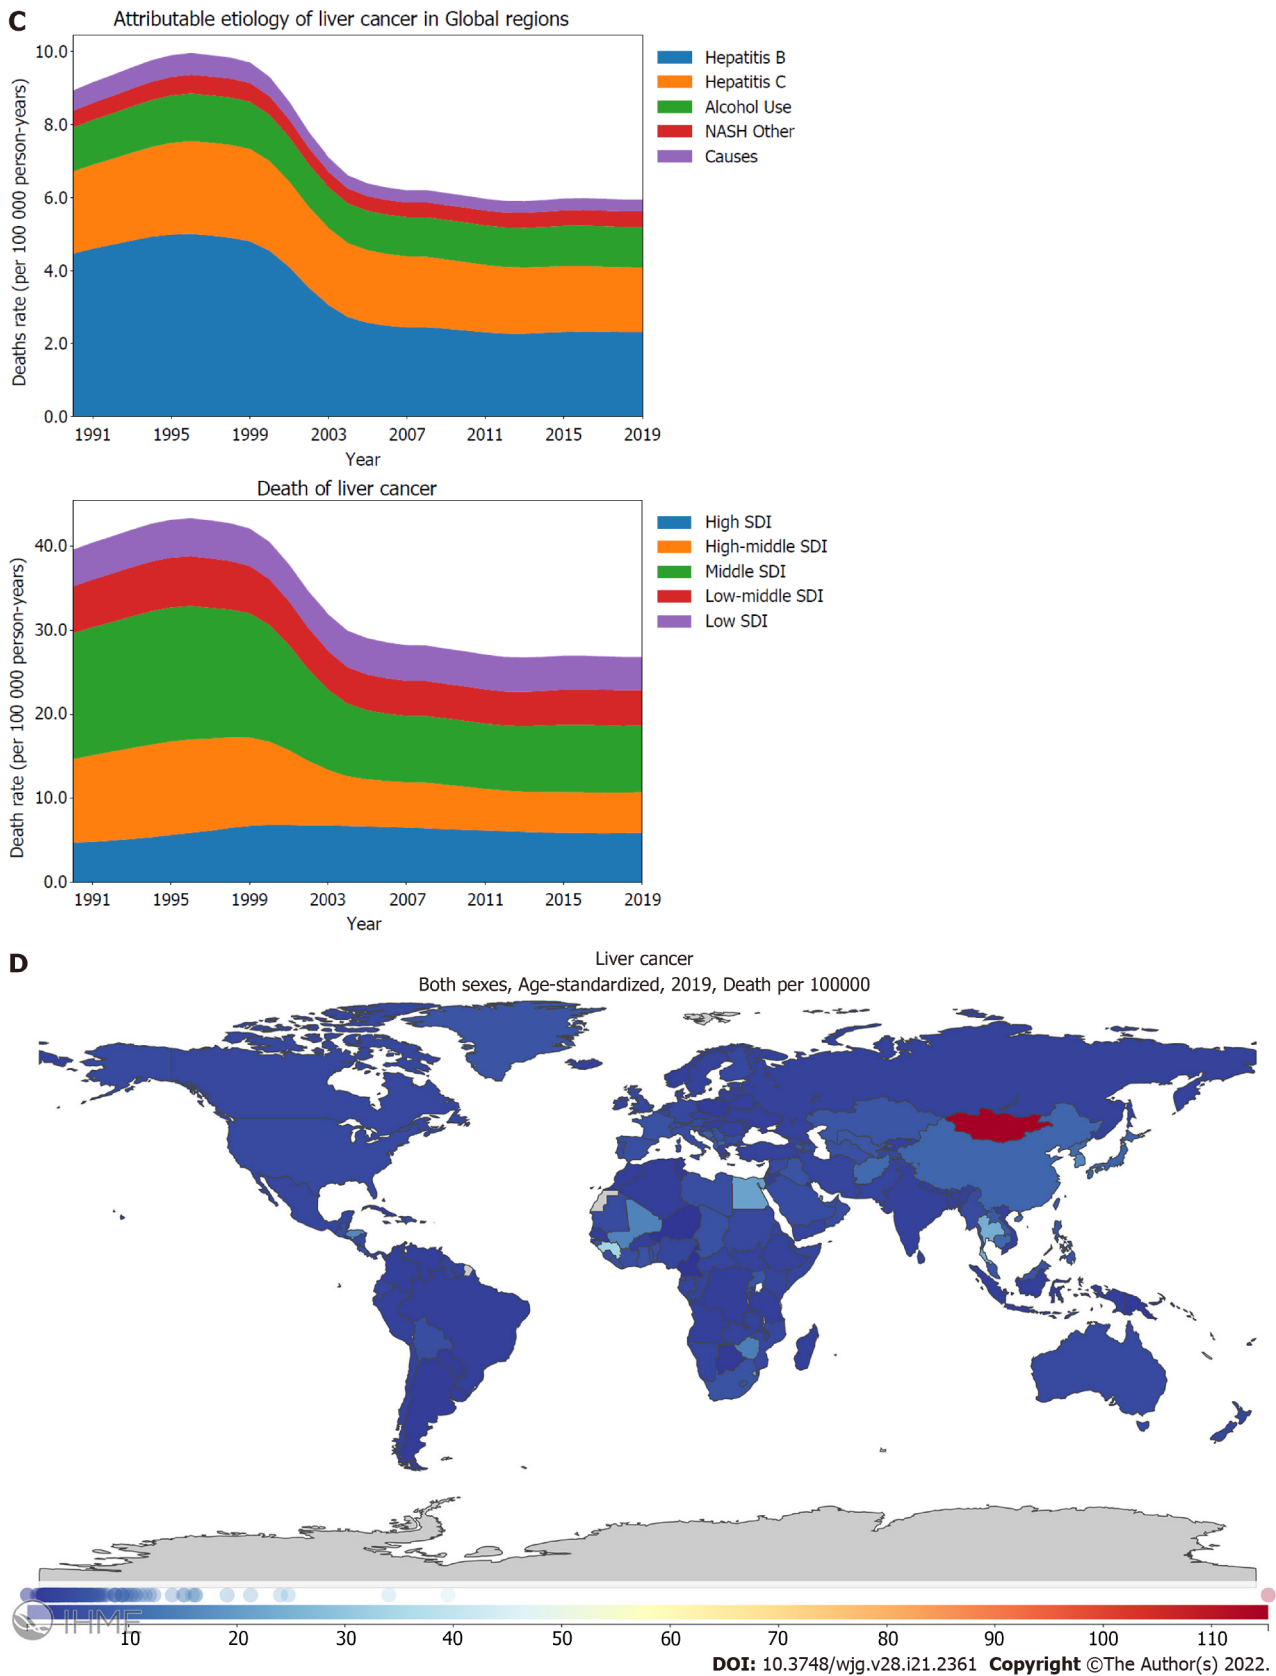 C
Attributable etiology of liver cancer in Global regions
Deaths rate (per 100 000 person-years)
10.0
8.0
6.0
4.0
2.0
0.0
1991 1995 1999 2003 2007 2011 2015 2019
Year
Hepatitis B
Hepatitis C
Alcohol Use
NASH Other
Causes
Death of liver cancer
Death rate (per 100 000 person-years)
40.0
30.0
20.0
10.0
0.0
1991 1995 1999 2003 2007 2011 2015 2019
Year
High SDI
High-middle SDI
Middle SDI
Low-middle SDI
Low SDI
D
Liver cancer
Both sexes, Age-standardized, 2019, Death per 100000
IHME
10 20 30 40 50 60 70 80 90 100 110
DOI: 10.3748/wjg.v28.i21.2361 Copyright ©The Author(s) 2022.